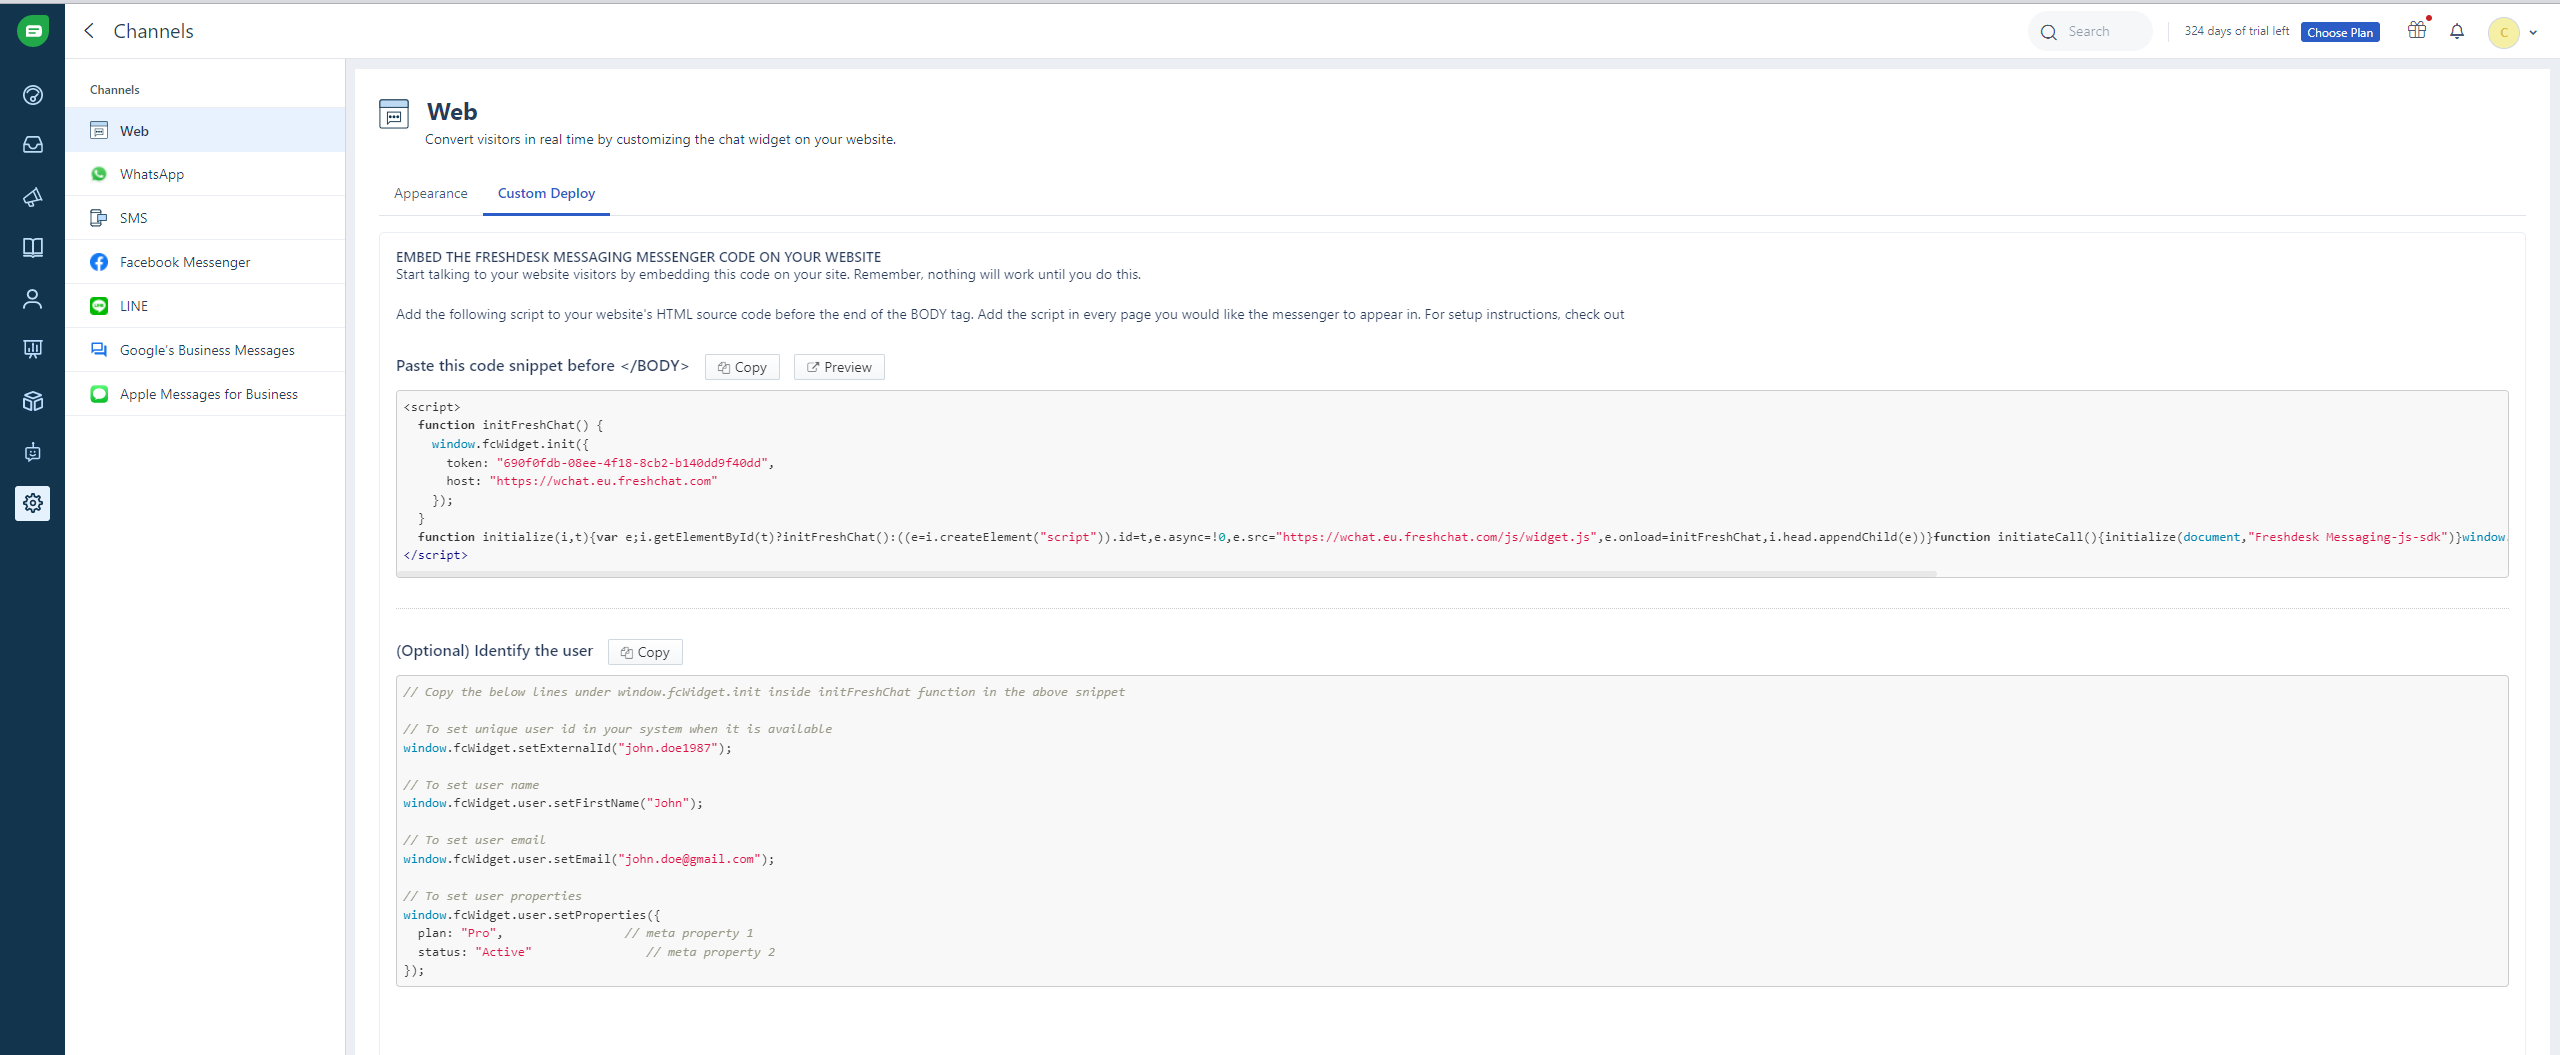 Channels
Search
324 days of trial left
Choose Plan
C
Channels
Web
WhatsApp
SMS
Facebook Messenger
LINE
Google's Business Messages
Apple Messages for Business
Web
Convert visitors in real time by customizing the chat widget on your website.
Appearance
Custom Deploy
EMBED THE FRESHDESK MESSAGING MESSENGER CODE ON YOUR WEBSITE
Start talking to your website visitors by embedding this code on your site. Remember, nothing will work until you do this.
Add the following script to your website's HTML source code before the end of the BODY tag. Add the script in every page you would like the messenger to appear in. For setup instructions, check out
Paste this code snippet before </BODY>
Copy
Preview
<script>
function initFreshChat() {
window.fcWidget.init({
token: "690f0fdb-08ee-4f18-8cb2-b140dd9f40dd",
host: "https://wchat.eu.freshchat.com"
});
}
function initialize(i,t){var e;i.getElementById(t)?initFreshChat():((e=i.createElement("script")).id=t,e.async=!0,e.src="https://wchat.eu.freshchat.com/js/widget.js",e.onload=initFreshChat,i.head.appendChild(e))}function initiateCall(){initialize(document,"Freshdesk Messaging-js-sdk")}window.
</script>
(Optional) Identify the user
Copy
// Copy the below lines under window.fcWidget.init inside initFreshChat function in the above snippet
// To set unique user id in your system when it is available
window.fcWidget.setExternalId("john.doe1987");
// To set user name
window.fcWidget.user.setFirstName("John");
// To set user email
window.fcWidget.user.setEmail("john.doe@gmail.com");
// To set user properties
window.fcWidget.user.setProperties({
plan: "Pro", // meta property 1
status: "Active" // meta property 2
});